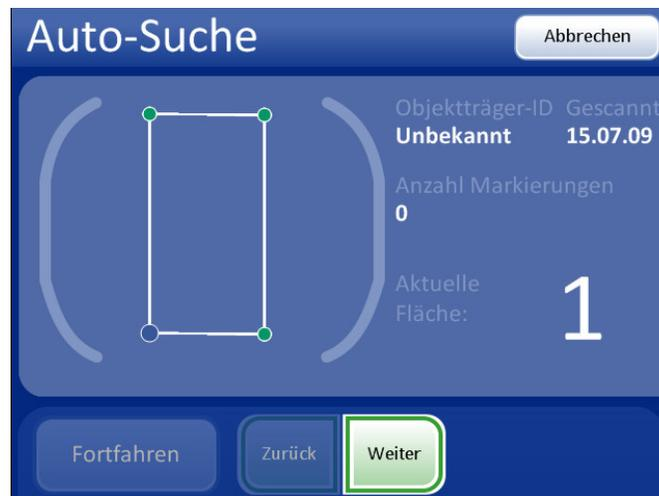 Auto-Suche
Abbrechen
Objektträger-ID Gescannt
Unbekannt 15.07.09
Anzahl Markierungen
0
Aktuelle
Fläche:
1
Fortfahren
Zurück
Weiter